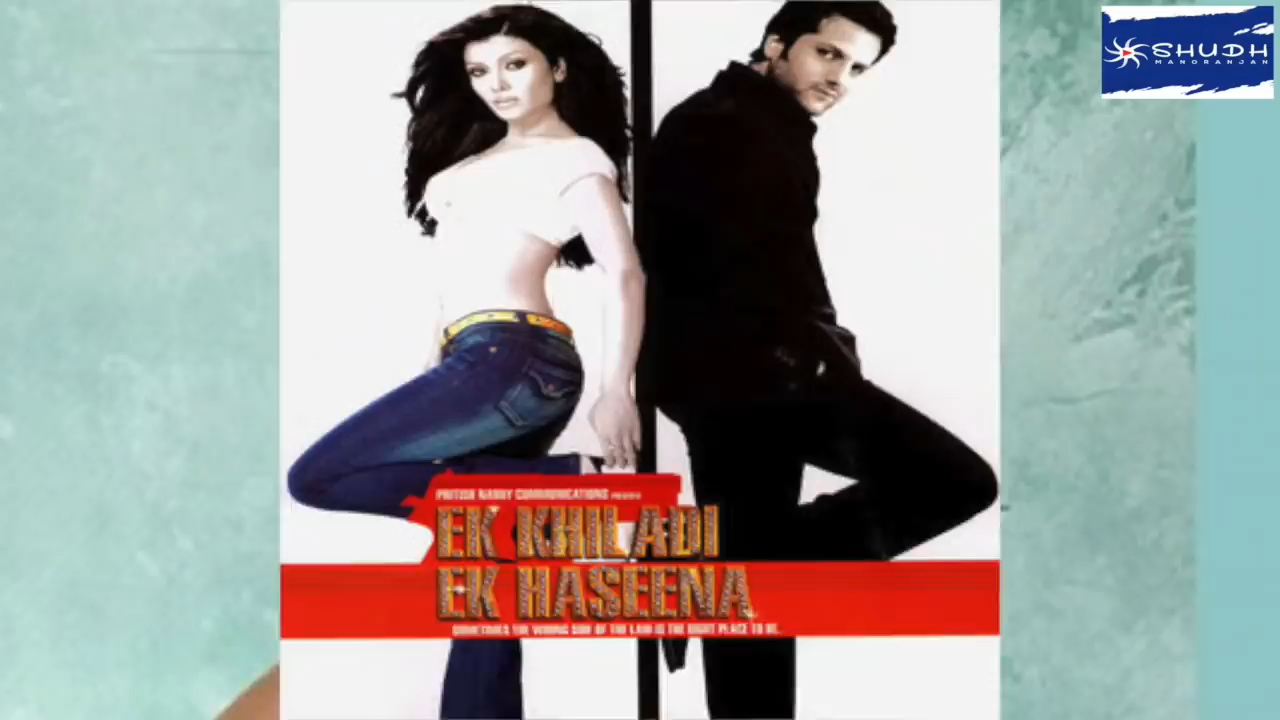 SHUDH
MANORANJAN
PRITISH NANDY COMMUNICATIONS PRESENTS
EK KHILADI
EK HASEENA
SOMETIMES THE WRONG SIDE OF THE LAW IS THE RIGHT PLACE TO BE.